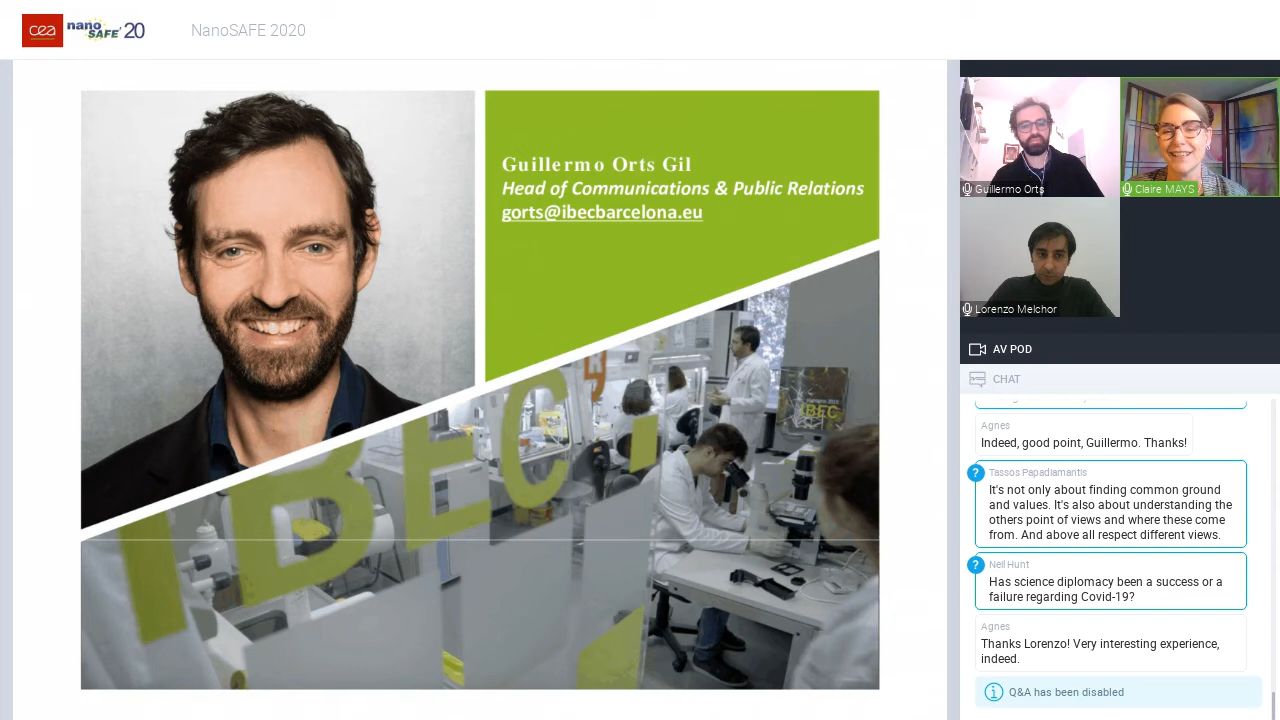 cea nano SAFE 20
NanoSAFE 2020
Guillermo Orts Gil
Head of Communications & Public Relations
gorts@ibecbarcelona.eu
IBEC
IBEC
Guillermo Orts
Claire MAYS
Lorenzo Melchor
AV POD
CHAT
Agnes
Indeed, good point, Guillermo. Thanks!
?
Tassos Papadiamantis
It's not only about finding common ground
and values. It's also about understanding the
others point of views and where these come
from. And above all respect different views.
?
Neil Hunt
Has science diplomacy been a success or a
failure regarding Covid-19?
Agnes
Thanks Lorenzo! Very interesting experience,
indeed.
Q&A has been disabled